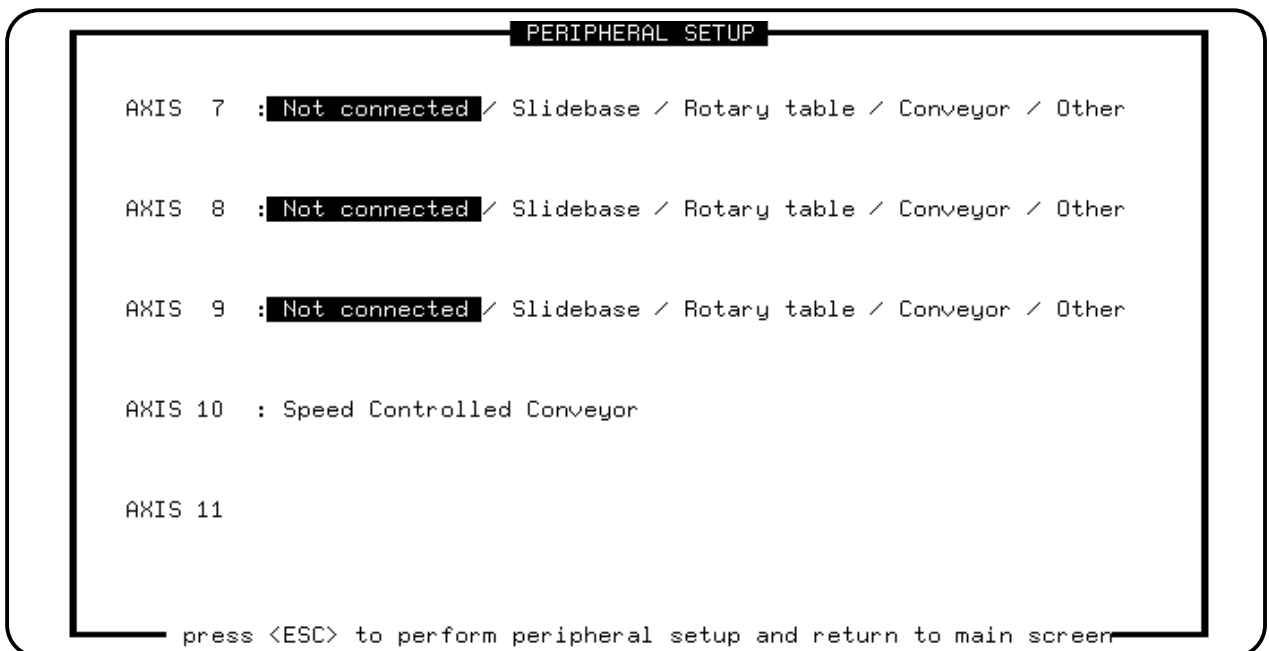 PERIPHERAL SETUP
AXIS 7 : Not connected / Slidebase / Rotary table / Conveyor / Other
AXIS 8 : Not connected / Slidebase / Rotary table / Conveyor / Other
AXIS 9 : Not connected / Slidebase / Rotary table / Conveyor / Other
AXIS 10 : Speed Controlled Conveyor
AXIS 11
press <ESC> to perform peripheral setup and return to main screen